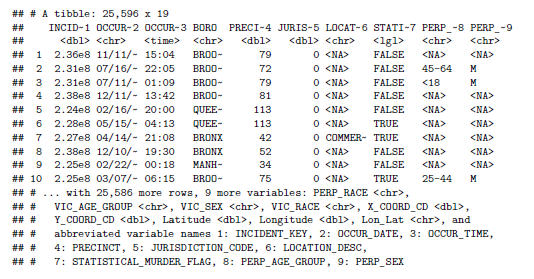 ## # A tibble: 25,596 x 19
## INCID~1 OCCUR~2 OCCUR~3 BORO PRECI~4 JURIS~5 LOCAT~6 STATI~7 PERP_~8 PERP_~9
## <dbl> <chr> <time> <chr> <dbl> <dbl> <chr> <lgl> <chr> <chr>
## 1 2.36e8 11/11/~ 15:04 BROO~ 79 0 <NA> FALSE <NA> <NA>
## 2 2.31e8 07/16/~ 22:05 BROO~ 72 0 <NA> FALSE 45-64 M
## 3 2.31e8 07/11/~ 01:09 BROO~ 79 0 <NA> FALSE <18 M
## 4 2.38e8 12/11/~ 13:42 BROO~ 81 0 <NA> FALSE <NA> <NA>
## 5 2.24e8 02/16/~ 20:00 QUEE~ 113 0 <NA> FALSE <NA> <NA>
## 6 2.28e8 05/15/~ 04:13 QUEE~ 113 0 <NA> TRUE <NA> <NA>
## 7 2.27e8 04/14/~ 21:08 BRONX 42 0 COMMER~ TRUE <NA> <NA>
## 8 2.38e8 12/10/~ 19:30 BRONX 52 0 <NA> FALSE <NA> <NA>
## 9 2.25e8 02/22/~ 00:18 MANH~ 34 0 <NA> FALSE <NA> <NA>
## 10 2.25e8 03/07/~ 06:15 BROO~ 75 0 <NA> TRUE 25-44 M
## # ... with 25,586 more rows, 9 more variables: PERP_RACE <chr>,
## # VIC_AGE_GROUP <chr>, VIC_SEX <chr>, VIC_RACE <chr>, X_COORD_CD <dbl>,
## # Y_COORD_CD <dbl>, Latitude <dbl>, Longitude <dbl>, Lon_Lat <chr>, and
## # abbreviated variable names 1: INCIDENT_KEY, 2: OCCUR_DATE, 3: OCCUR_TIME,
## # 4: PRECINCT, 5: JURISDICTION_CODE, 6: LOCATION_DESC,
## # 7: STATISTICAL_MURDER_FLAG, 8: PERP_AGE_GROUP, 9: PERP_SEX